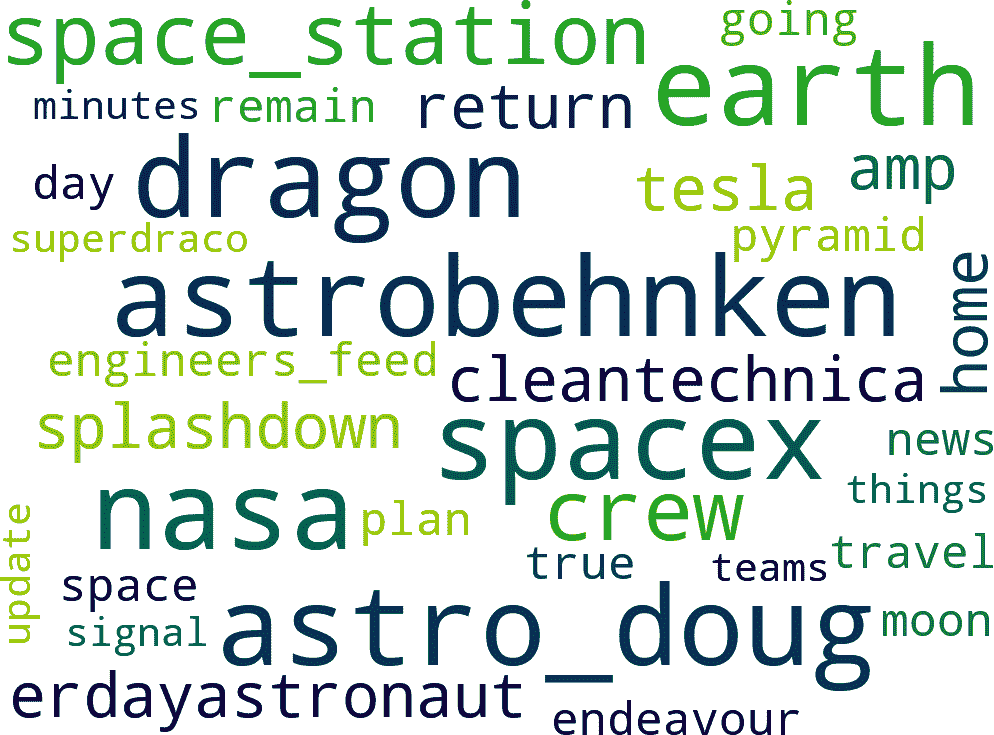 space_station
going
earth
minutes
remain
return
dragon
day
tesla
amp
superdraco
pyramid
astrobehnken
home
engineers_feed
cleantechnica
splashdown
spacex
news
nasa
plan
crew
things
update
true
teams
travel
space
signal
astro_doug
moon
erdayastronaut
endeavour